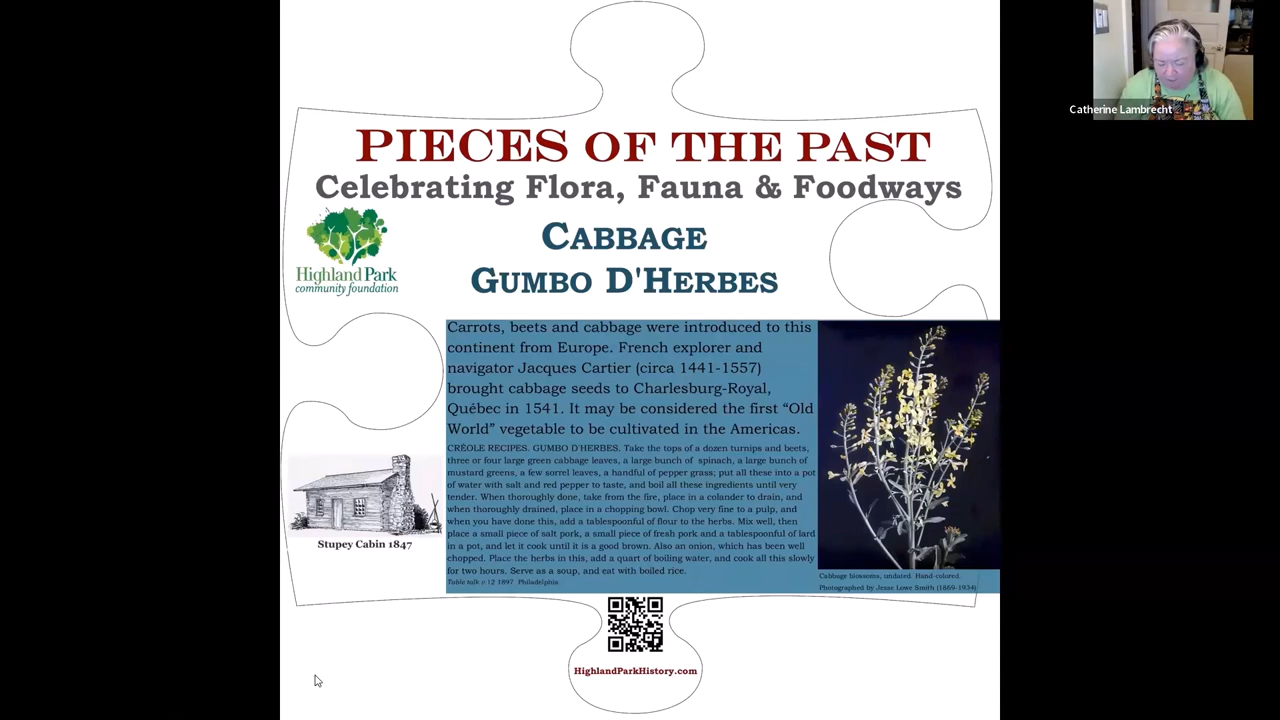 Catherine Lambrecht
PIECES OF THE PAST
Celebrating Flora, Fauna & Foodways
Highland Park
community foundation
CABBAGE
GUMBO D'HERBES
Carrots, beets and cabbage were introduced to this
continent from Europe. French explorer and
navigator Jacques Cartier (circa 1441-1557)
brought cabbage seeds to Charlesburg-Royal,
Québec in 1541. It may be considered the first “Old
World” vegetable to be cultivated in the Americas.
CRÉOLE RECIPES. GUMBO D'HERBES. Take the tops of a dozen turnips and beets,
three or four large green cabbage leaves, a large bunch of spinach, a large bunch of
mustard greens, a few sorrel leaves, a handful of pepper grass; put all these into a pot
of water with salt and red pepper to taste, and boil all these ingredients until very
tender. When thoroughly done, take from the fire, place in a colander to drain, and
when thoroughly drained, place in a chopping bowl. Chop very fine to a pulp, and
when you have done this, add a tablespoonful of flour to the herbs. Mix well, then
place a small piece of salt pork, a small piece of fresh pork and a tablespoonful of lard
in a pot, and let it cook until it is a good brown. Also an onion, which has been well
chopped. Place the herbs in this, add a quart of boiling water, and cook all this slowly
for two hours. Serve as a soup, and eat with boiled rice.
Table talk v.12 1897 Philadelphia
Cabbage blossoms, undated. Hand-colored.
Photographed by Jesse Lowe Smith (1869-1934)
Stupey Cabin 1847
HighlandParkHistory.com